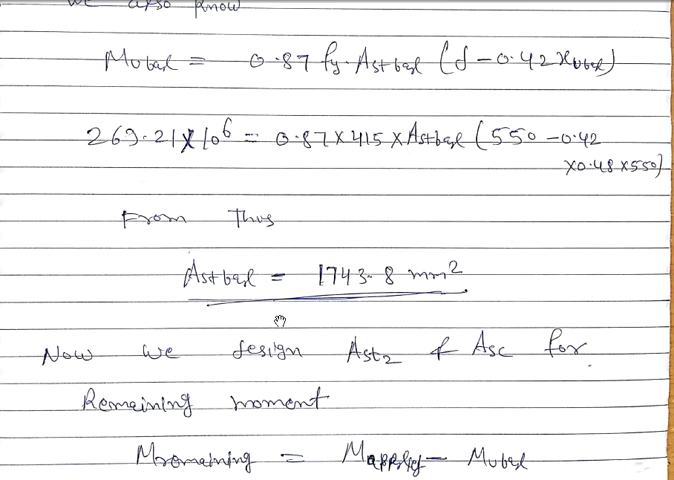 we also know
Mubal = 0.87 fy. Astbal (d - 0.42 xubal)
269.21 x 10^6 = 0.87 x 415 x Astbal (550 - 0.42
x 0.48 x 550)
From Thus
Astbal = 1743.8 mm²
Now we design Ast2 & Asc for
Remaining moment
Mremaining = Mapplied - Mubal